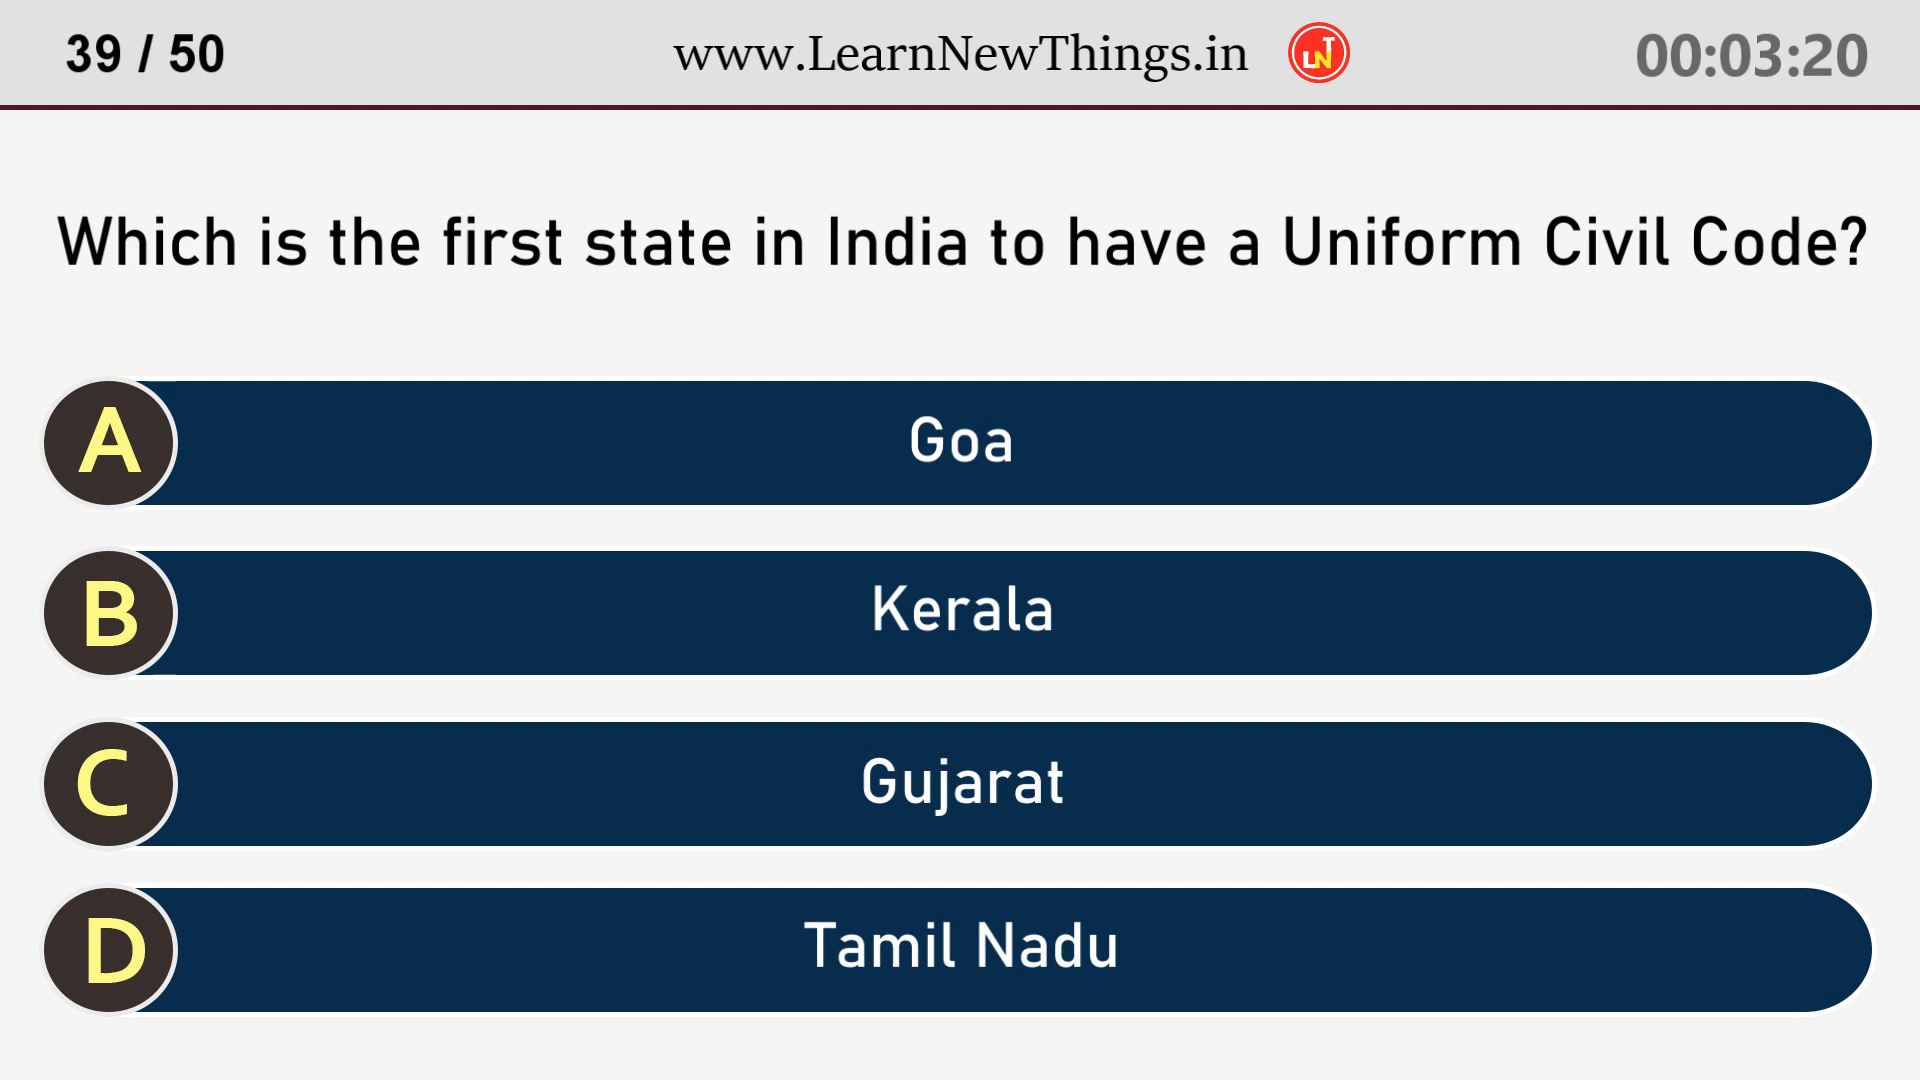 39 / 50
www.LearnNewThings.in
LNT
00:03:20
Which is the first state in India to have a Uniform Civil Code?
A
Goa
B
Kerala
C
Gujarat
D
Tamil Nadu